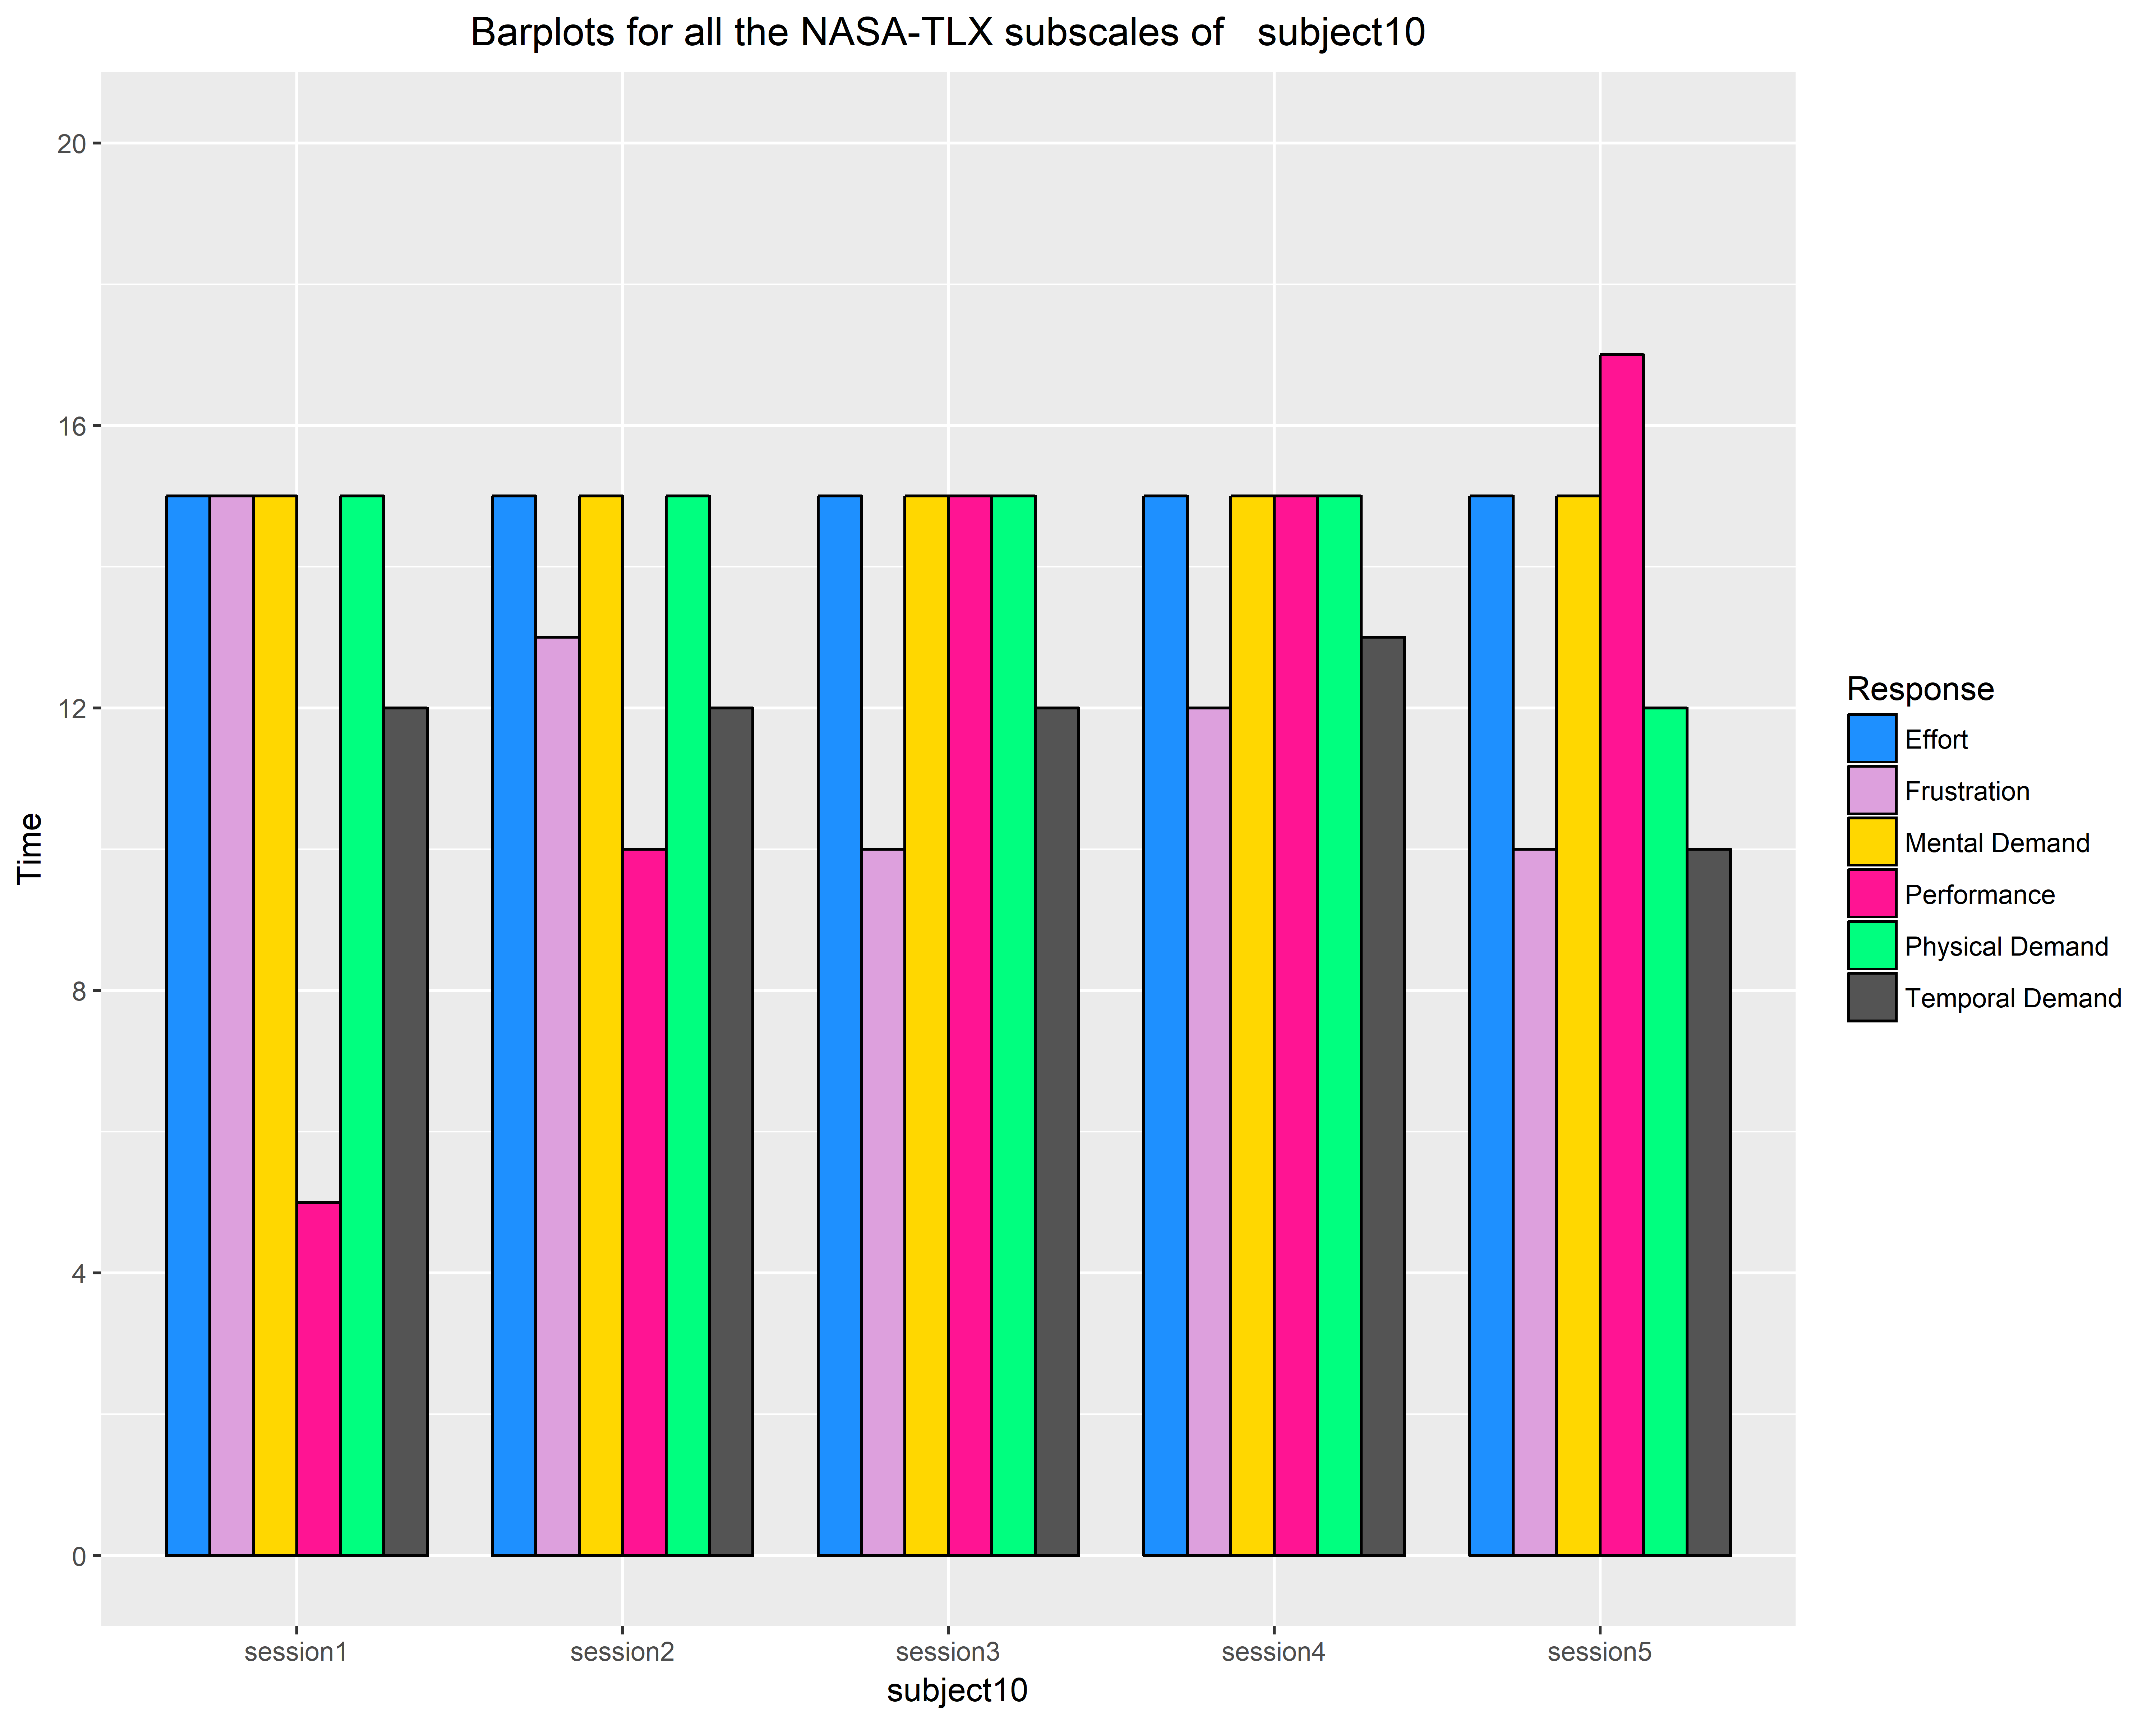 Barplots for all the NASA-TLX subscales of   subject10
20
16
12
8
4
0
Time
session1
session2
session3
session4
session5
subject10
Response
Effort
Frustration
Mental Demand
Performance
Physical Demand
Temporal Demand